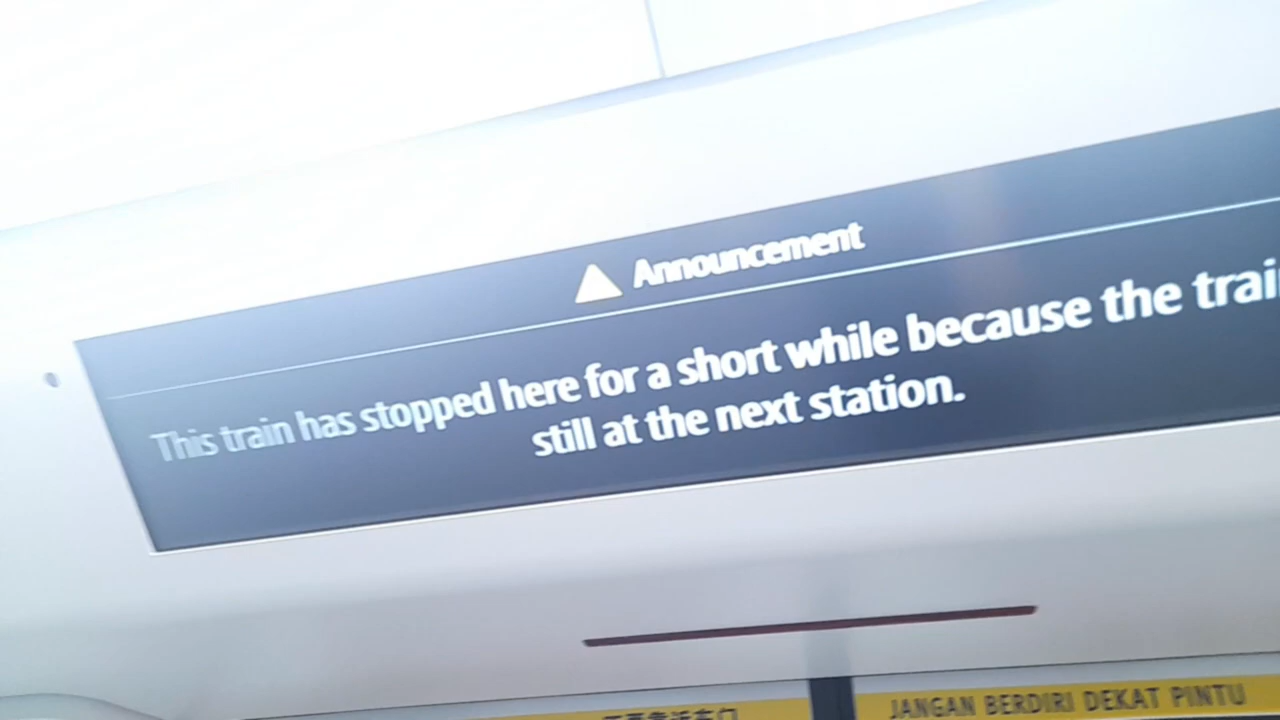 Announcement
This train has stopped here for a short while because the trai
still at the next station.
JANGAN BERDIRI DEKAT PINTU